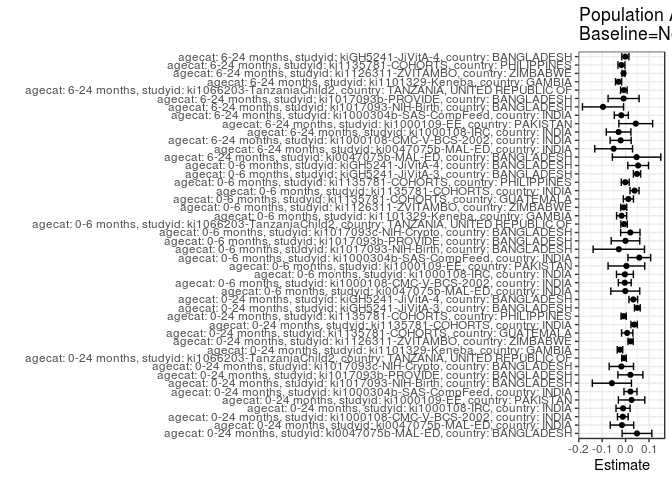 Population A
Baseline=N
agecat: 6-24 months, studyid: kiGH5241-JiVitA-4, country: BANGLADESH
agecat: 6-24 months, studyid: ki1135781-COHORTS, country: PHILIPPINES
agecat: 6-24 months, studyid: ki1126311-ZVITAMBO, country: ZIMBABWE
agecat: 6-24 months, studyid: ki1101329-Keneba, country: GAMBIA
agecat: 6-24 months, studyid: ki1066203-TanzaniaChild2, country: TANZANIA, UNITED REPUBLIC OF
agecat: 6-24 months, studyid: ki1017093b-PROVIDE, country: BANGLADESH
agecat: 6-24 months, studyid: ki1017093-NIH-Birth, country: BANGLADESH
agecat: 6-24 months, studyid: ki1000304b-SAS-CompFeed, country: INDIA
agecat: 6-24 months, studyid: ki1000109-EE, country: PAKISTAN
agecat: 6-24 months, studyid: ki1000108-IRC, country: INDIA
agecat: 6-24 months, studyid: ki1000108-CMC-V-BCS-2002, country: INDIA
agecat: 6-24 months, studyid: ki0047075b-MAL-ED, country: INDIA
agecat: 6-24 months, studyid: ki0047075b-MAL-ED, country: BANGLADESH
agecat: 0-6 months, studyid: kiGH5241-JiVitA-4, country: BANGLADESH
agecat: 0-6 months, studyid: kiGH5241-JiVitA-3, country: BANGLADESH
agecat: 0-6 months, studyid: ki1135781-COHORTS, country: PHILIPPINES
agecat: 0-6 months, studyid: ki1135781-COHORTS, country: INDIA
agecat: 0-6 months, studyid: ki1135781-COHORTS, country: GUATEMALA
agecat: 0-6 months, studyid: ki1126311-ZVITAMBO, country: ZIMBABWE
agecat: 0-6 months, studyid: ki1101329-Keneba, country: GAMBIA
agecat: 0-6 months, studyid: ki1066203-TanzaniaChild2, country: TANZANIA, UNITED REPUBLIC OF
agecat: 0-6 months, studyid: ki1017093c-NIH-Crypto, country: BANGLADESH
agecat: 0-6 months, studyid: ki1017093b-PROVIDE, country: BANGLADESH
agecat: 0-6 months, studyid: ki1017093-NIH-Birth, country: BANGLADESH
agecat: 0-6 months, studyid: ki1000304b-SAS-CompFeed, country: INDIA
agecat: 0-6 months, studyid: ki1000109-EE, country: PAKISTAN
agecat: 0-6 months, studyid: ki1000108-IRC, country: INDIA
agecat: 0-6 months, studyid: ki1000108-CMC-V-BCS-2002, country: INDIA
agecat: 0-6 months, studyid: ki0047075b-MAL-ED, country: INDIA
agecat: 0-24 months, studyid: kiGH5241-JiVitA-4, country: BANGLADESH
agecat: 0-24 months, studyid: kiGH5241-JiVitA-3, country: BANGLADESH
agecat: 0-24 months, studyid: ki1135781-COHORTS, country: PHILIPPINES
agecat: 0-24 months, studyid: ki1135781-COHORTS, country: INDIA
agecat: 0-24 months, studyid: ki1135781-COHORTS, country: GUATEMALA
agecat: 0-24 months, studyid: ki1126311-ZVITAMBO, country: ZIMBABWE
agecat: 0-24 months, studyid: ki1101329-Keneba, country: GAMBIA
agecat: 0-24 months, studyid: ki1066203-TanzaniaChild2, country: TANZANIA, UNITED REPUBLIC OF
agecat: 0-24 months, studyid: ki1017093c-NIH-Crypto, country: BANGLADESH
agecat: 0-24 months, studyid: ki1017093b-PROVIDE, country: BANGLADESH
agecat: 0-24 months, studyid: ki1017093-NIH-Birth, country: BANGLADESH
agecat: 0-24 months, studyid: ki1000304b-SAS-CompFeed, country: INDIA
agecat: 0-24 months, studyid: ki1000109-EE, country: PAKISTAN
agecat: 0-24 months, studyid: ki1000108-IRC, country: INDIA
agecat: 0-24 months, studyid: ki1000108-CMC-V-BCS-2002, country: INDIA
agecat: 0-24 months, studyid: ki0047075b-MAL-ED, country: INDIA
agecat: 0-24 months, studyid: ki0047075b-MAL-ED, country: BANGLADESH
-0.2 -0.1 0.0 0.1
Estimate